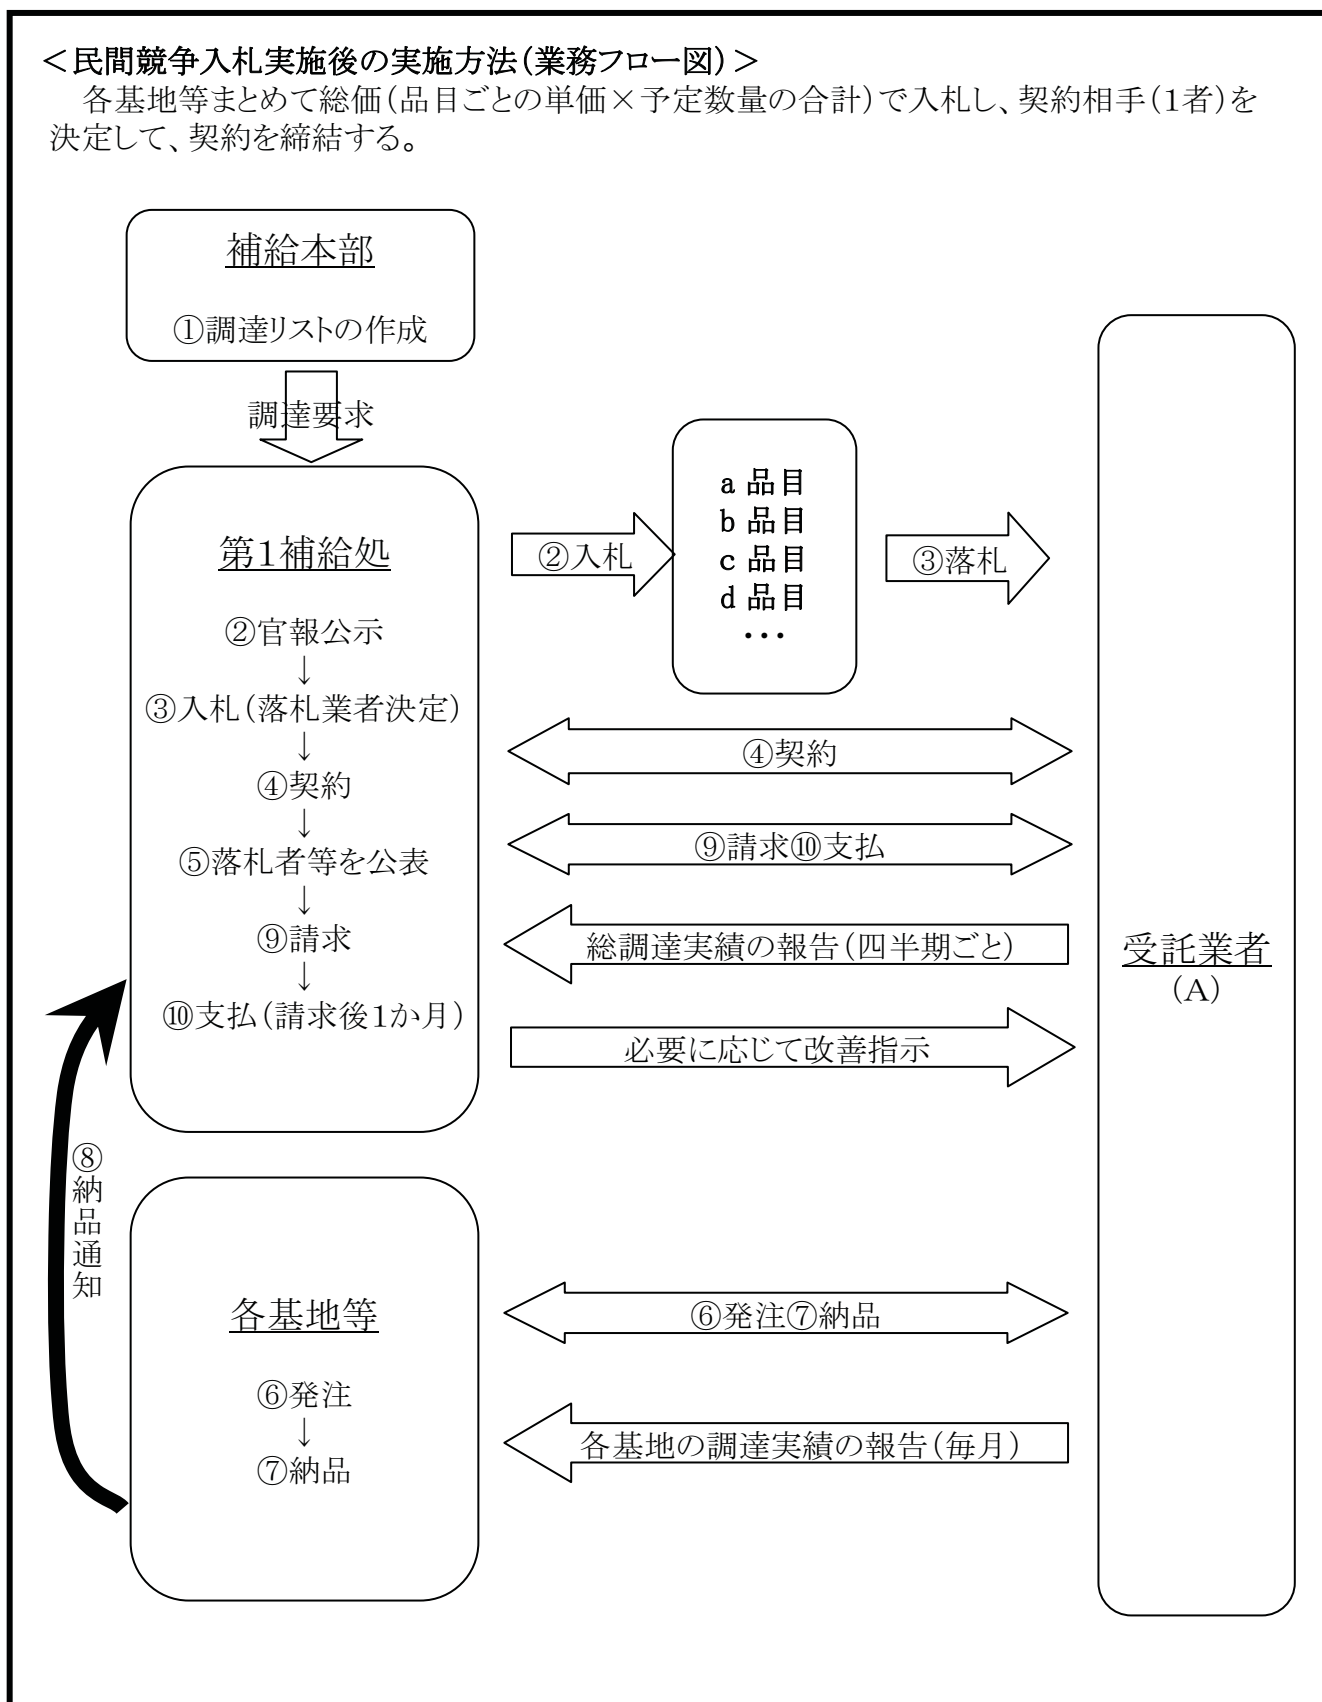 ＜民間競争入札実施後の実施方法（業務フロー図）＞
各基地等まとめて総価（品目ごとの単価×予定数量の合計）で入札し、契約相手（1者）を
決定して、契約を締結する。
補給本部
①調達リストの作成
調達要求
第1補給処
②官報公示
↓
③入札（落札業者決定）
↓
④契約
↓
⑤落札者等を公表
↓
⑨請求
↓
⑩支払（請求後1か月）
②入札
a 品目
b 品目
c 品目
d 品目
・・・
③落札
④契約
⑨請求⑩支払
総調達実績の報告（四半期ごと）
必要に応じて改善指示
受託業者
（A）
⑧納品通知
各基地等
⑥発注
↓
⑦納品
⑥発注⑦納品
各基地の調達実績の報告（毎月）